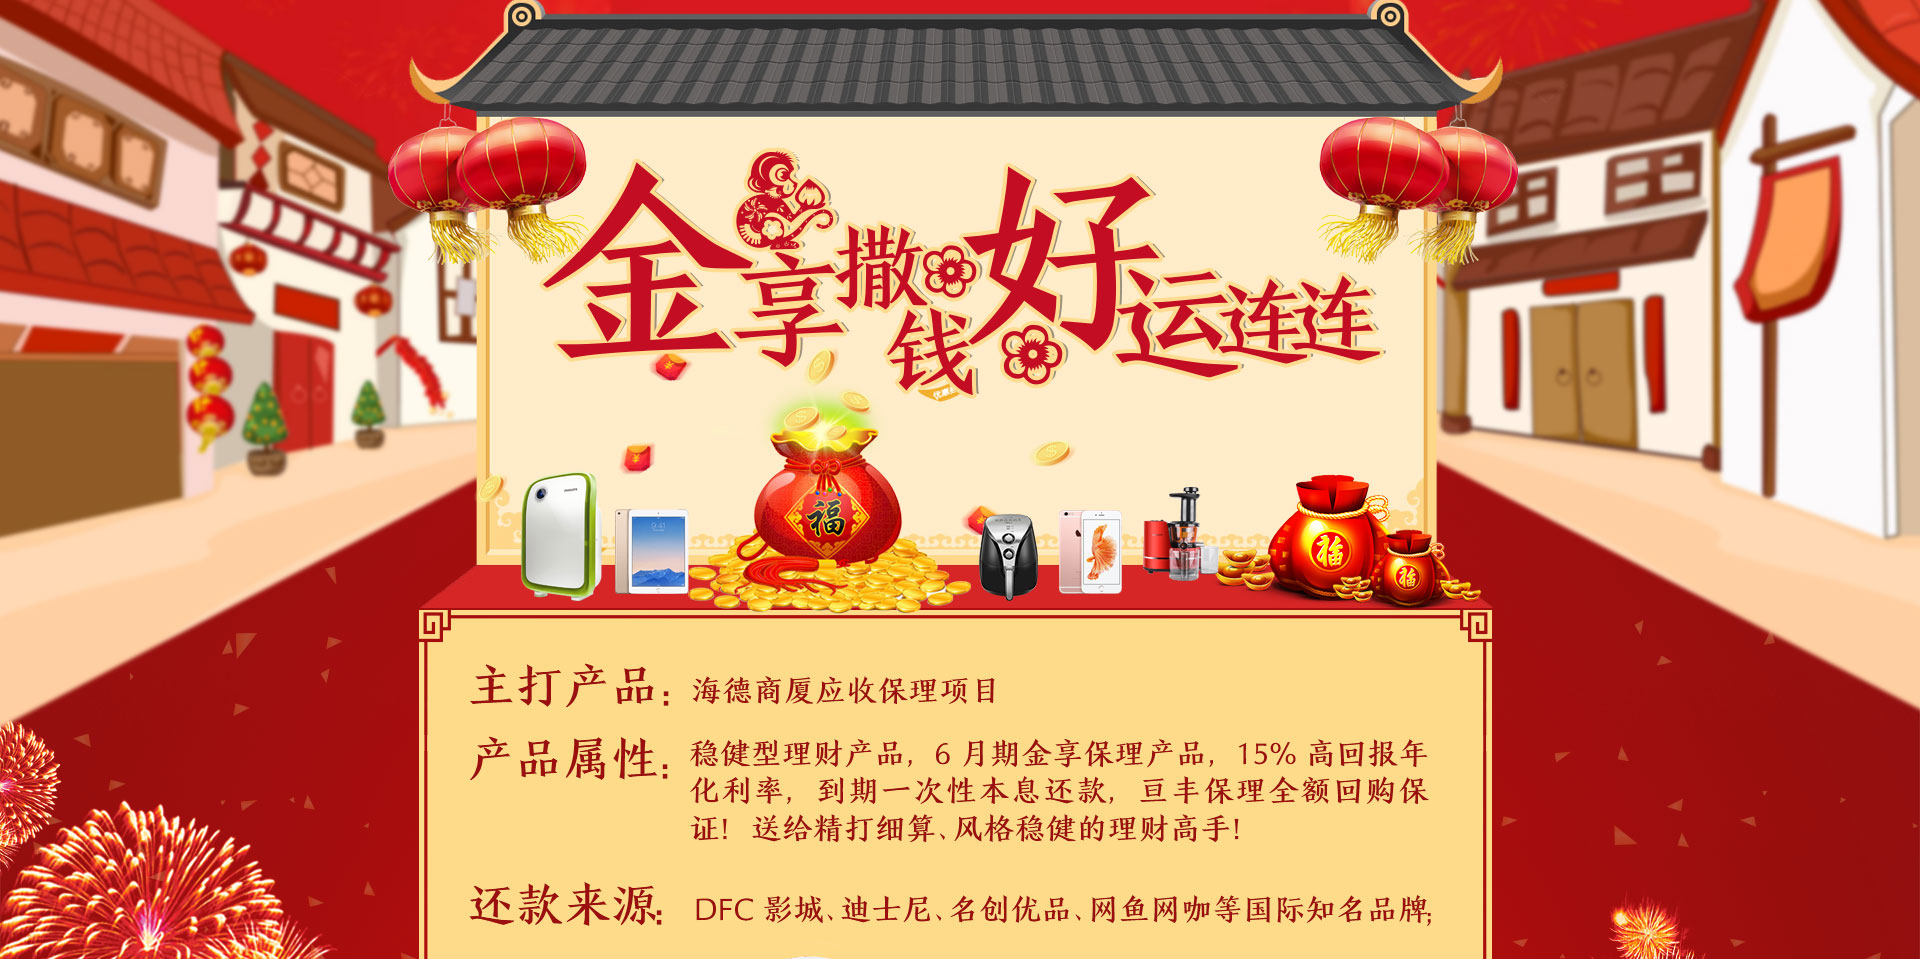 金享撒钱好运连连
福
福
福
主打产品：海德商厦应收保理项目
产品属性：稳健型理财产品，6 月期金享保理产品，15% 高回报年
化利率，到期一次性本息还款，亘丰保理全额回购保
证！送给精打细算、风格稳健的理财高手！
还款来源：DFC 影城、迪士尼、名创优品、网鱼网咖等国际知名品牌；